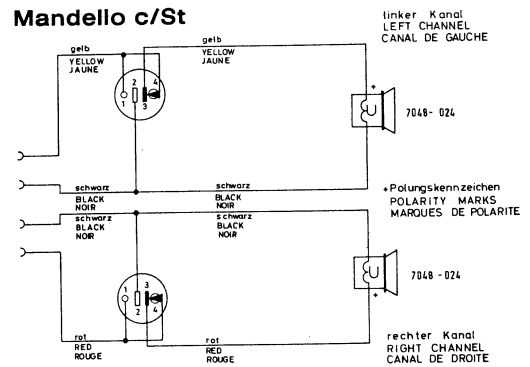 Mandello c/St
linker Kanal
LEFT CHANNEL
CANAL DE GAUCHE
gelb
YELLOW
JAUNE
gelb
YELLOW
JAUNE
2
4
1
3
+
7048-024
schwarz
BLACK
NOIR
schwarz
BLACK
NOIR
+Polungskennzeichen
POLARITY MARKS
MARQUES DE POLARITE
schwarz
BLACK
NOIR
schwarz
BLACK
NOIR
1
3
2
4
7048-024
+
rot
RED
ROUGE
rot
RED
ROUGE
rechter Kanal
RIGHT CHANNEL
CANAL DE DROITE